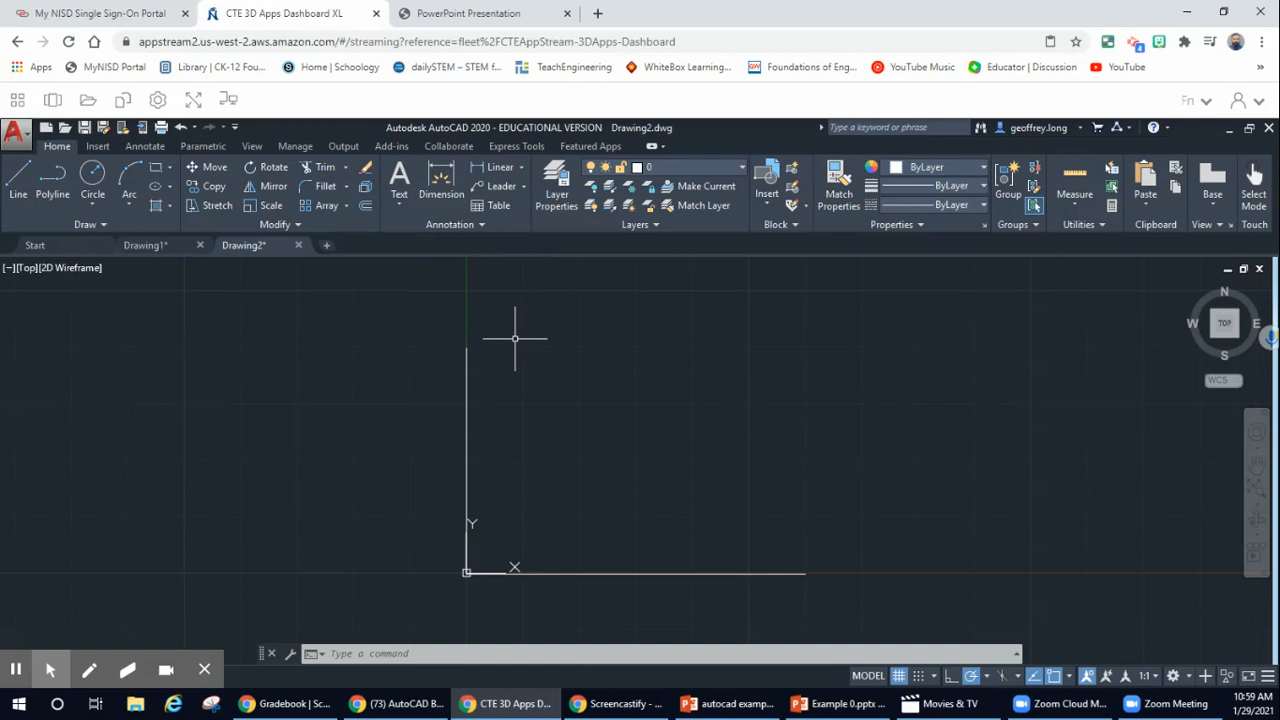 My NISD Single Sign-On Portal
CTE 3D Apps Dashboard XL
PowerPoint Presentation
appstream2.us-west-2.aws.amazon.com/#/streaming?reference=fleet%2FCTEAppStream-3DApps-Dashboard
4
Apps
MyNISD Portal
Library | CK-12 Fou...
Home | Schoology
dailySTEM – STEM f...
TeachEngineering
WhiteBox Learning...
Foundations of Eng...
YouTube Music
Educator | Discussion
YouTube
»
Fn
Autodesk AutoCAD 2020 - EDUCATIONAL VERSION Drawing2.dwg
Type a keyword or phrase
geoffrey.long
Home Insert Annotate Parametric View Manage Output Add-ins Collaborate Express Tools Featured Apps
Line
Polyline
Circle
Arc
Draw
Move
Rotate
Trim
Copy
Mirror
Fillet
Stretch
Scale
Array
Modify
Text
Dimension
Linear
Leader
Table
Annotation
Layer
Properties
0
Make Current
Match Layer
Layers
Insert
Block
Match
Properties
ByLayer
ByLayer
ByLayer
Properties
Group
Groups
Measure
Utilities
Paste
Clipboard
Base
View
Select
Mode
Touch
Start
Drawing1*
Drawing2*
[−][Top][2D Wireframe]
N
W
TOP
E
S
WCS
Y
X
Type a command
MODEL
1:1
Gradebook | Sc...
(73) AutoCAD B...
CTE 3D Apps D...
Screencastify - ...
autocad examp...
Example 0.pptx ...
Movies & TV
Zoom Cloud M...
Zoom Meeting
10:59 AM
1/29/2021